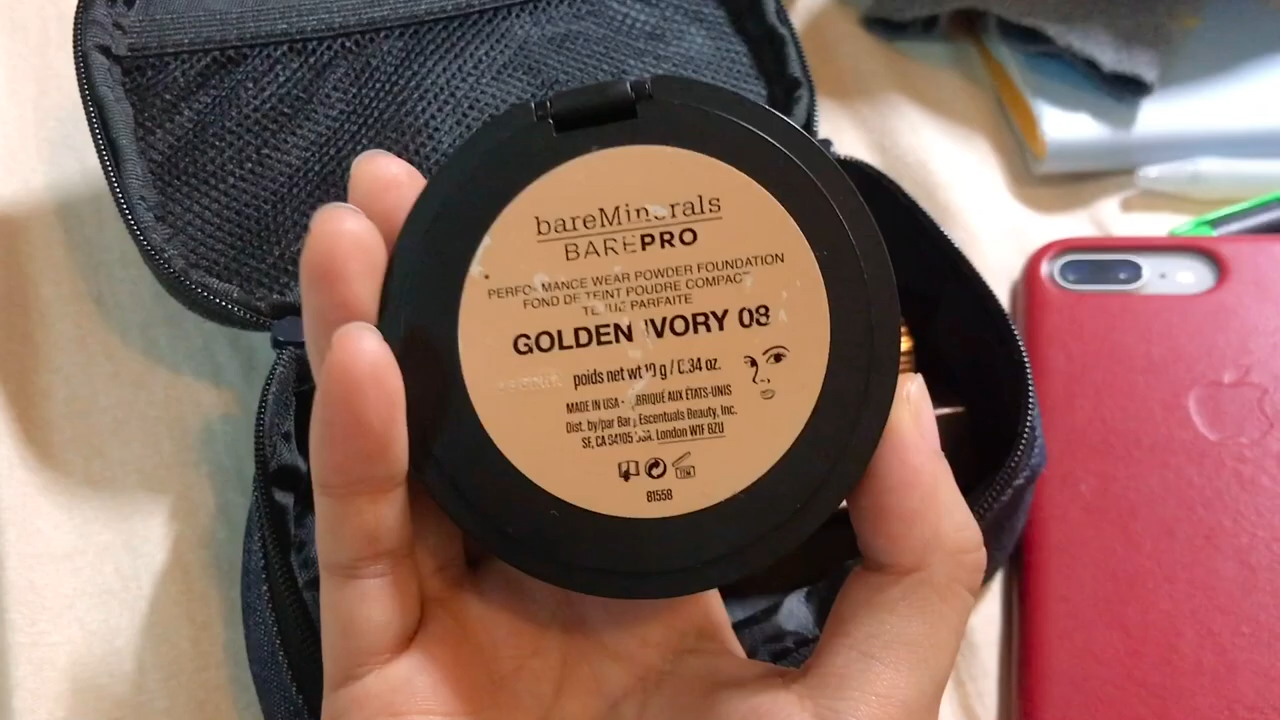 bareMinerals
BAREPRO
PERFORMANCE WEAR POWDER FOUNDATION
FOND DE TEINT POUDRE COMPACT
TENUE PARFAITE
GOLDEN IVORY 08
poids net wt 10 g / 0.34 oz.
MADE IN USA - FABRIQUÉ AUX ÉTATS-UNIS
Dist. by/par Bare Escentuals Beauty, Inc.
SF, CA 94105 USA. London W1F 8ZU
81558